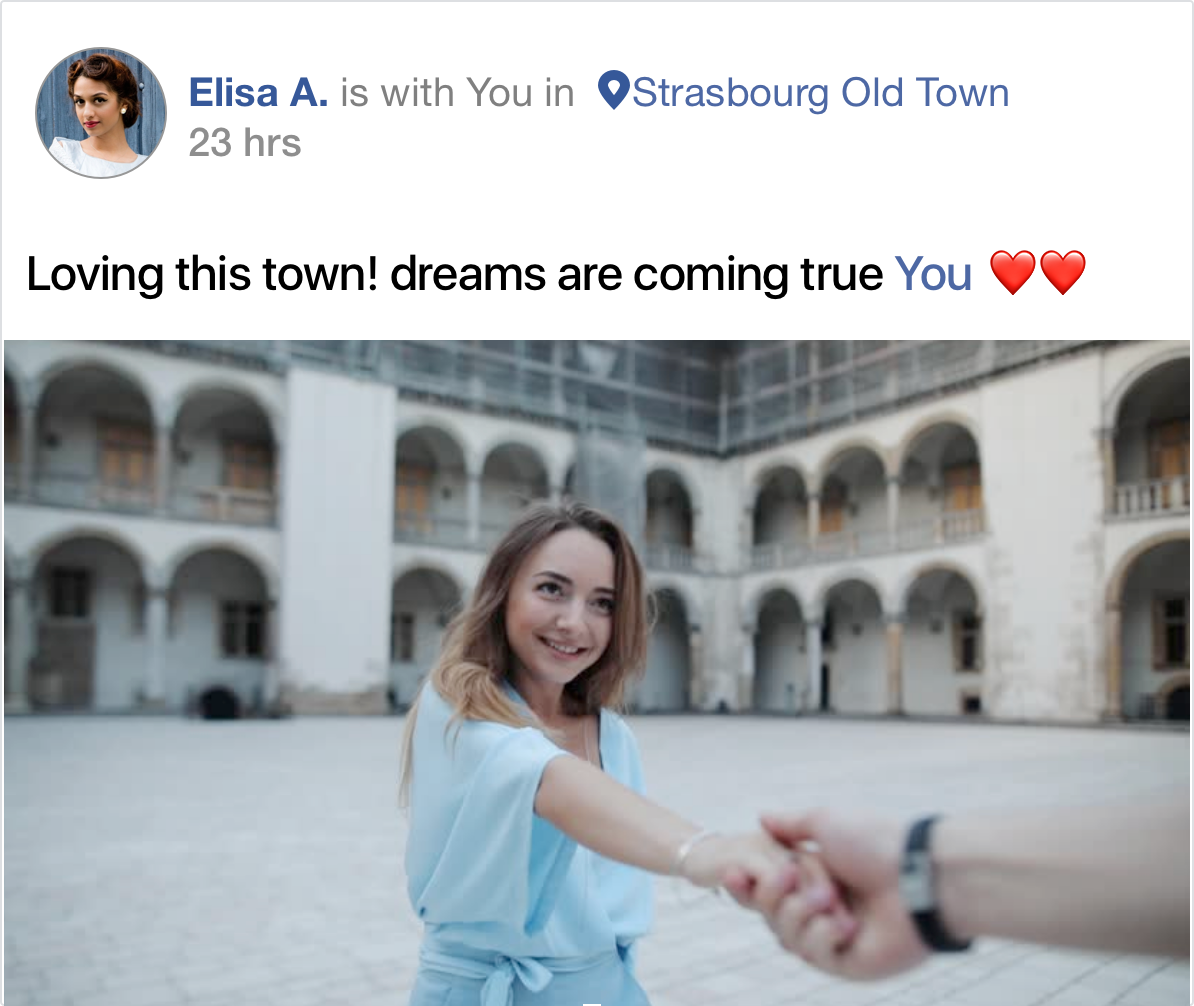 Elisa A. is with You in Strasbourg Old Town
23 hrs
Loving this town! dreams are coming true You ❤️❤️